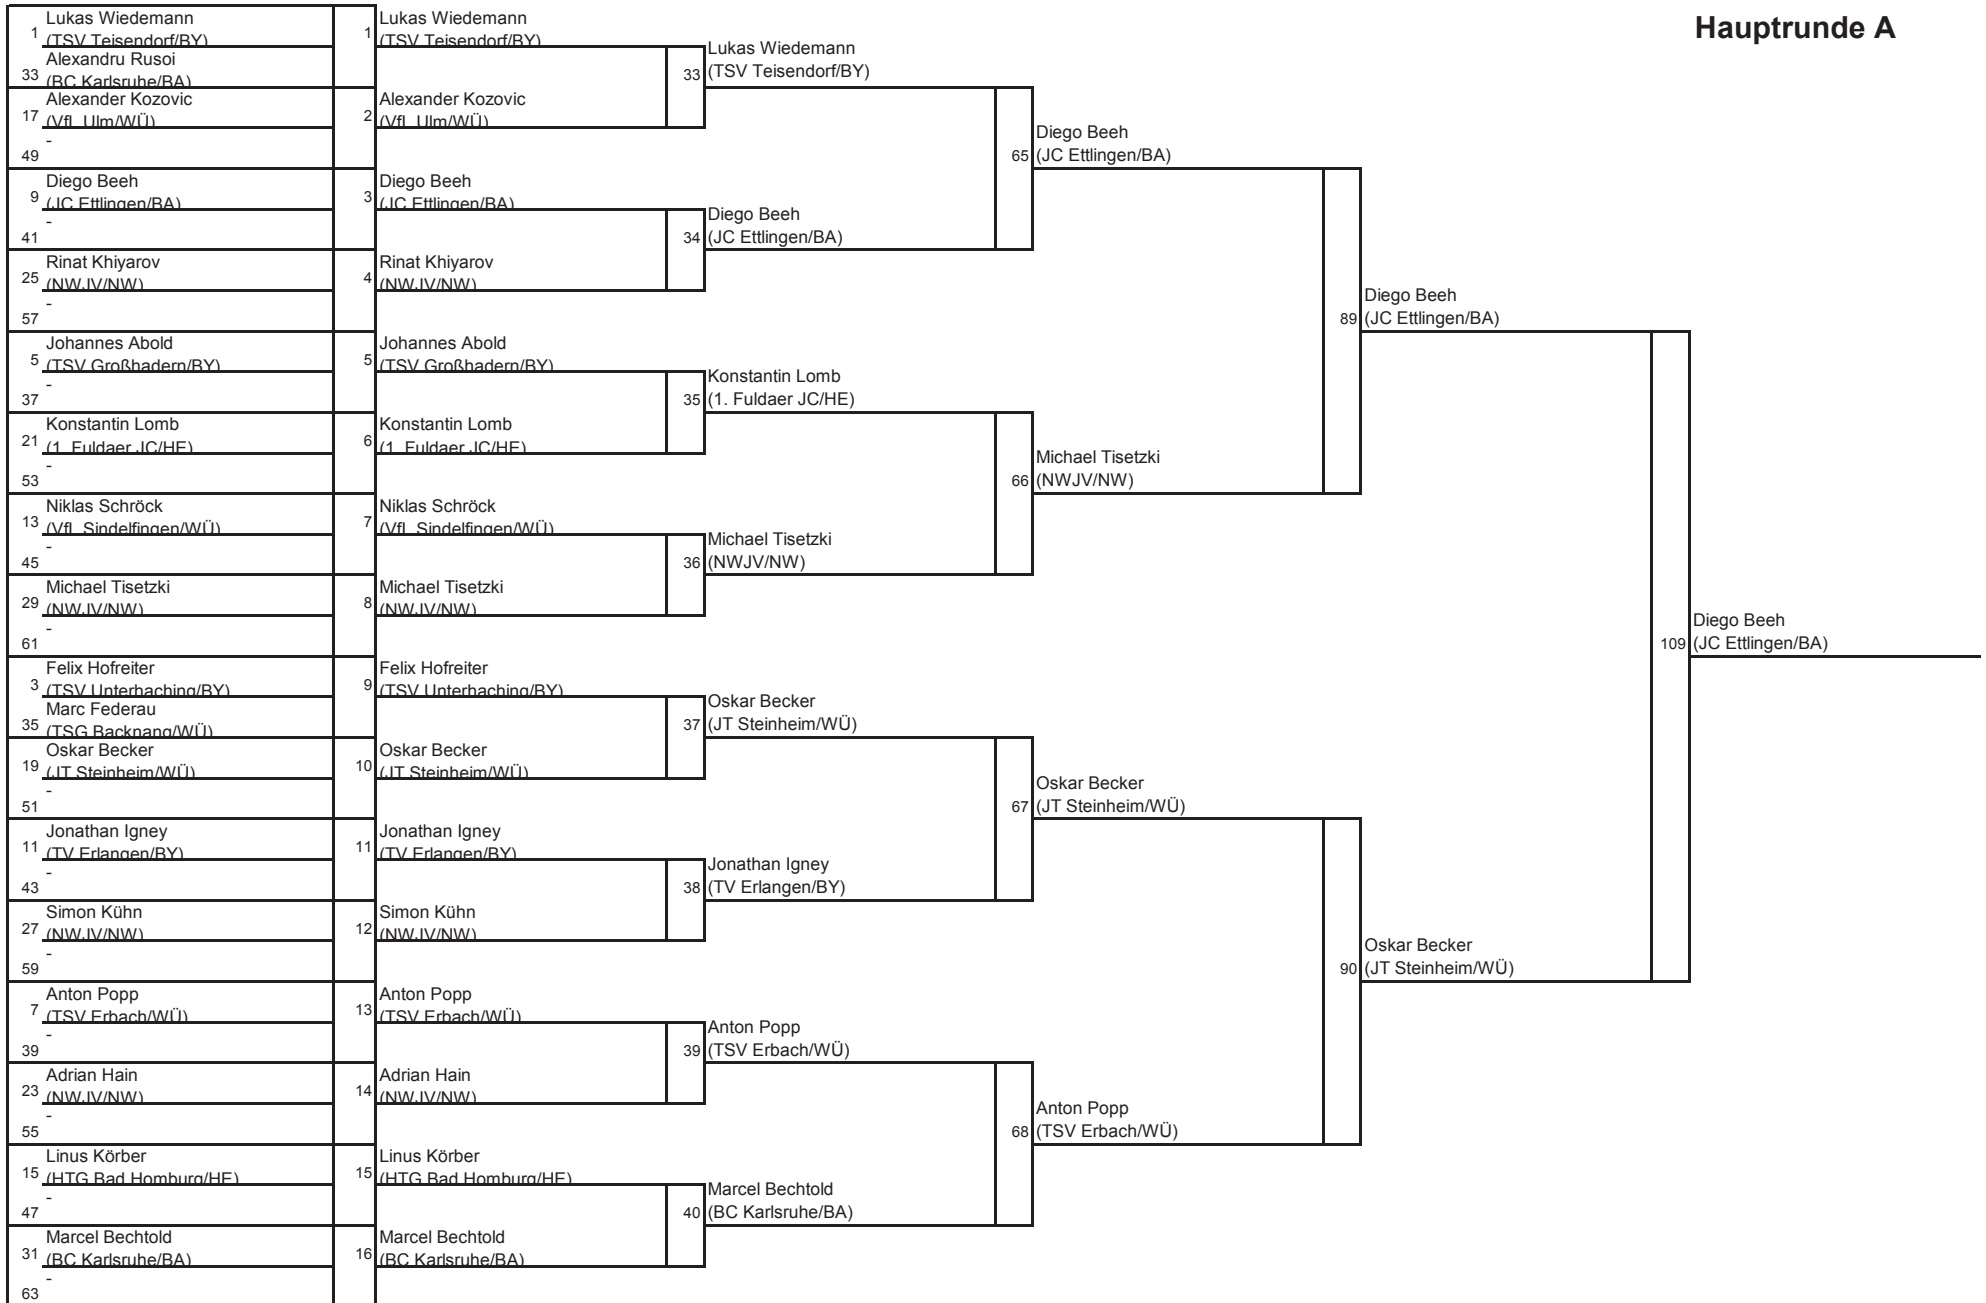 Hauptrunde A
1
Lukas Wiedemann
(TSV Teisendorf/BY)
33
Alexandru Rusoi
(BC Karlsruhe/BA)
17
Alexander Kozovic
(VfL Ulm/WÜ)
49
-
9
Diego Beeh
(JC Ettlingen/BA)
41
-
25
Rinat Khiyarov
(NWJV/NW)
57
-
5
Johannes Abold
(TSV Großhadern/BY)
37
-
21
Konstantin Lomb
(1. Fuldaer JC/HE)
53
-
13
Niklas Schröck
(VfL Sindelfingen/WÜ)
45
-
29
Michael Tisetzki
(NWJV/NW)
61
-
3
Felix Hofreiter
(TSV Unterhaching/BY)
35
Marc Federau
(TSG Backnang/WÜ)
19
Oskar Becker
(JT Steinheim/WÜ)
51
-
11
Jonathan Igney
(TV Erlangen/BY)
43
-
27
Simon Kühn
(NWJV/NW)
59
-
7
Anton Popp
(TSV Erbach/WÜ)
39
-
23
Adrian Hain
(NWJV/NW)
55
-
15
Linus Körber
(HTG Bad Homburg/HE)
47
-
31
Marcel Bechtold
(BC Karlsruhe/BA)
63
-
1
Lukas Wiedemann
(TSV Teisendorf/BY)
2
Alexander Kozovic
(VfL Ulm/WÜ)
3
Diego Beeh
(JC Ettlingen/BA)
4
Rinat Khiyarov
(NWJV/NW)
5
Johannes Abold
(TSV Großhadern/BY)
6
Konstantin Lomb
(1. Fuldaer JC/HE)
7
Niklas Schröck
(VfL Sindelfingen/WÜ)
8
Michael Tisetzki
(NWJV/NW)
9
Felix Hofreiter
(TSV Unterhaching/BY)
10
Oskar Becker
(JT Steinheim/WÜ)
11
Jonathan Igney
(TV Erlangen/BY)
12
Simon Kühn
(NWJV/NW)
13
Anton Popp
(TSV Erbach/WÜ)
14
Adrian Hain
(NWJV/NW)
15
Linus Körber
(HTG Bad Homburg/HE)
16
Marcel Bechtold
(BC Karlsruhe/BA)
33
Lukas Wiedemann
(TSV Teisendorf/BY)
34
Diego Beeh
(JC Ettlingen/BA)
35
Konstantin Lomb
(1. Fuldaer JC/HE)
36
Michael Tisetzki
(NWJV/NW)
37
Oskar Becker
(JT Steinheim/WÜ)
38
Jonathan Igney
(TV Erlangen/BY)
39
Anton Popp
(TSV Erbach/WÜ)
40
Marcel Bechtold
(BC Karlsruhe/BA)
65
Diego Beeh
(JC Ettlingen/BA)
66
Michael Tisetzki
(NWJV/NW)
67
Oskar Becker
(JT Steinheim/WÜ)
68
Anton Popp
(TSV Erbach/WÜ)
89
Diego Beeh
(JC Ettlingen/BA)
90
Oskar Becker
(JT Steinheim/WÜ)
109
Diego Beeh
(JC Ettlingen/BA)